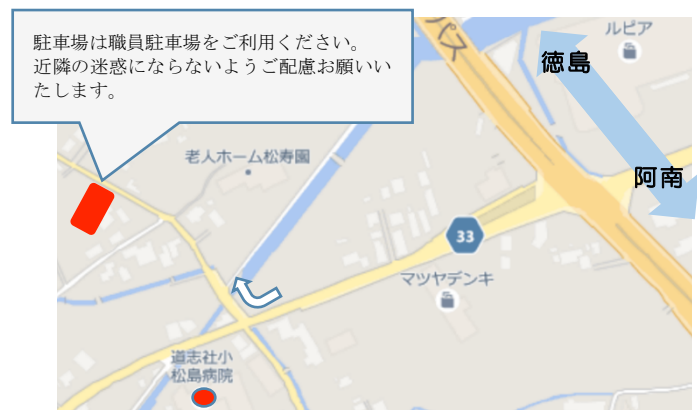 駐車場は職員駐車場をご利用ください。
近隣の迷惑にならないようご配慮お願いい
たします。
パス
ルピア
徳島
老人ホーム松寿園
阿南
33
マツヤデンキ
道志社小
松島病院